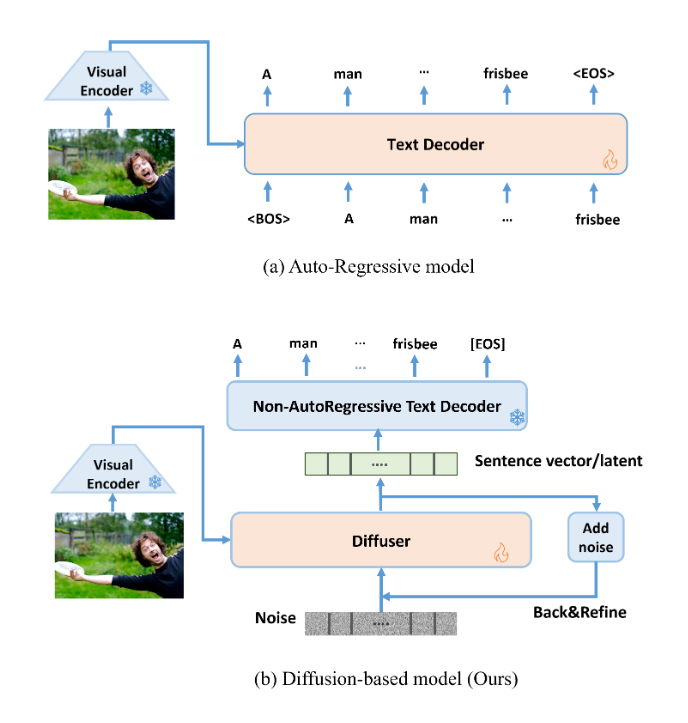 Visual
Encoder
A man ... frisbee <EOS>
Text Decoder
<BOS> A man ... frisbee
(a) Auto-Regressive model
A man ... frisbee [EOS]
...
Non-AutoRegressive Text Decoder
....
Sentence vector/latent
Visual
Encoder
Diffuser
Add
noise
Noise
....
Back&Refine
(b) Diffusion-based model (Ours)